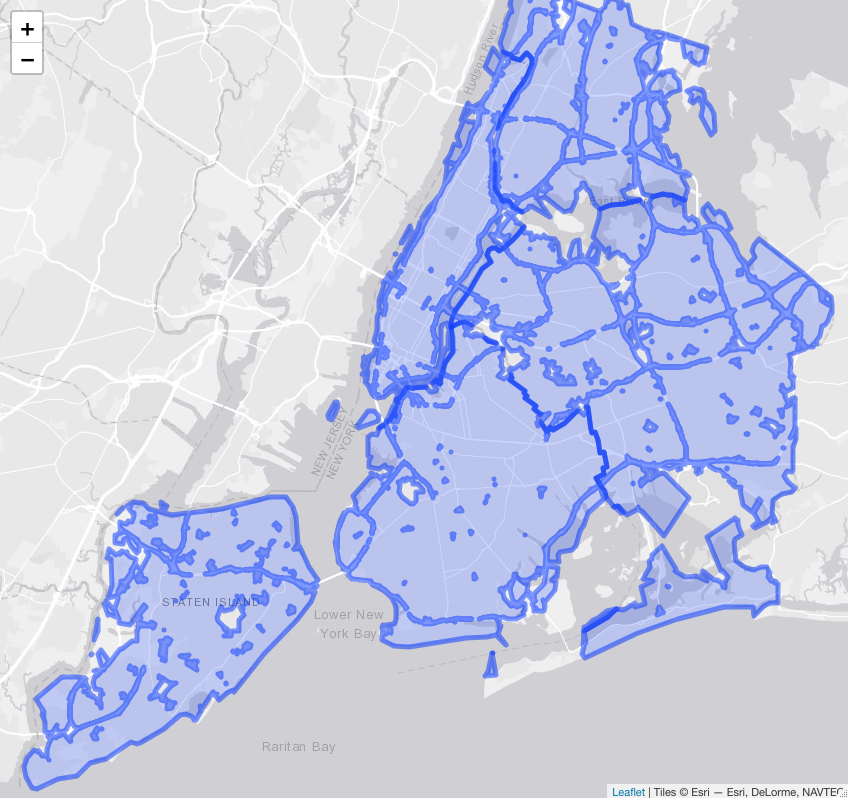 +
−
Hudson River
East
NEW JERSEY
NEW YORK
STATEN ISLAND
Lower New
York Bay
Raritan Bay
Leaflet | Tiles © Esri — Esri, DeLorme, NAVTEQ